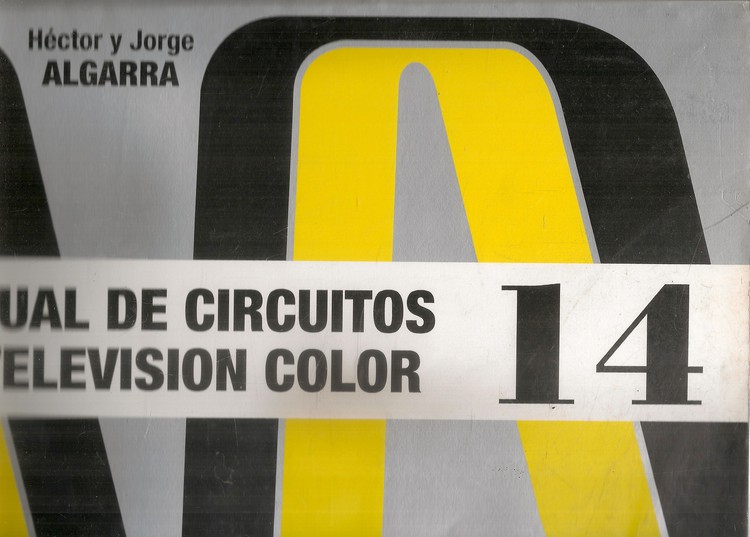 Héctor y Jorge
ALGARRA
UAL DE CIRCUITOS
ELEVISION COLOR
14